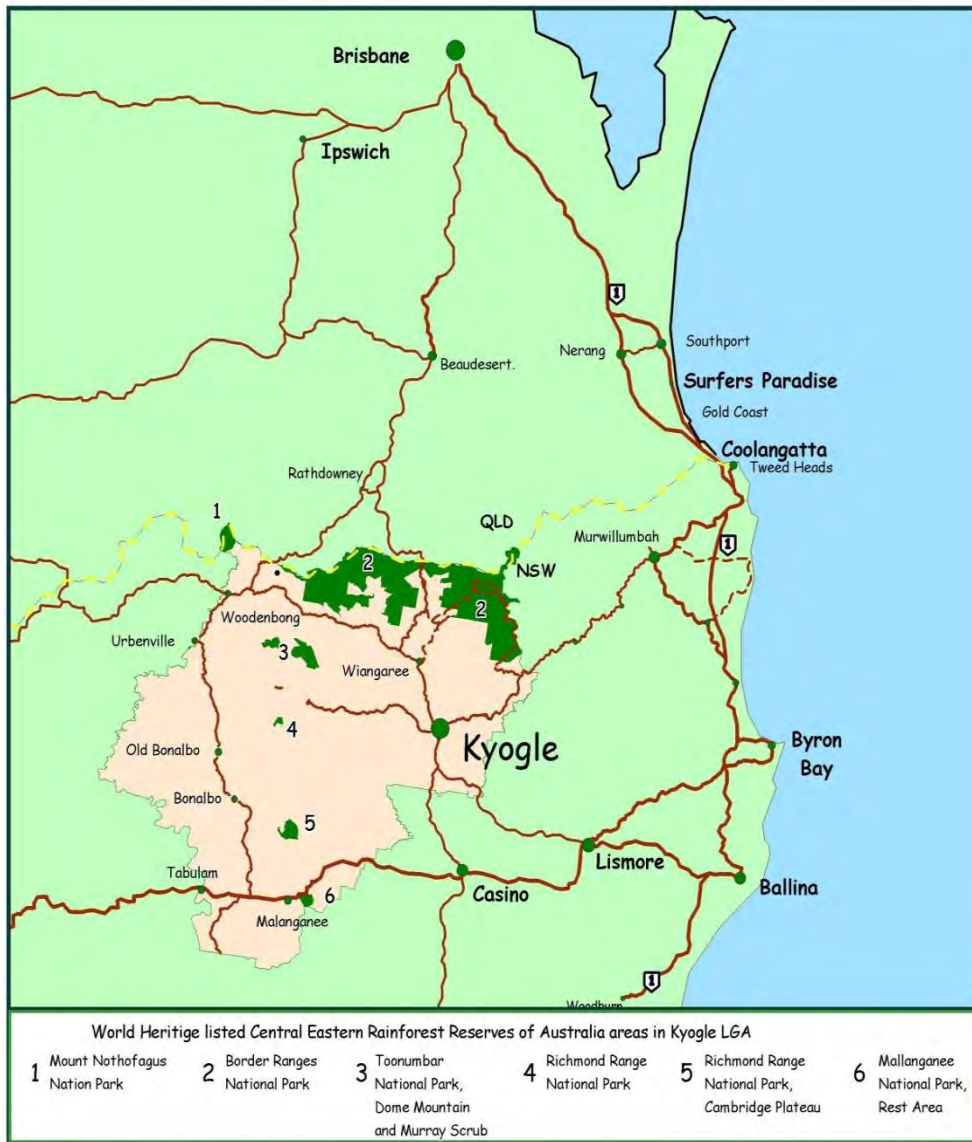 Brisbane
Ipswich
1
Beaudesert.
Nerang
Southport
Surfers Paradise
Gold Coast
Coolangatta
Tweed Heads
Rathdowney
1
QLD
NSW
Murwillumbah
1
2
2
Woodenbong
Urbenville
3
Wiangaree
4
Kyogle
Old Bonalbo
Byron
Bay
Bonalbo
5
Lismore
Tabulam
Casino
Ballina
6
Malanganee
1
Woodburn
World Heritige listed Central Eastern Rainforest Reserves of Australia areas in Kyogle LGA
1 Mount Nothofagus
Nation Park
2 Border Ranges
National Park
3 Toonumbar
National Park,
Dome Mountain
and Murray Scrub
4 Richmond Range
National Park
5 Richmond Range
National Park,
Cambridge Plateau
6 Mallanganee
National Park,
Rest Area